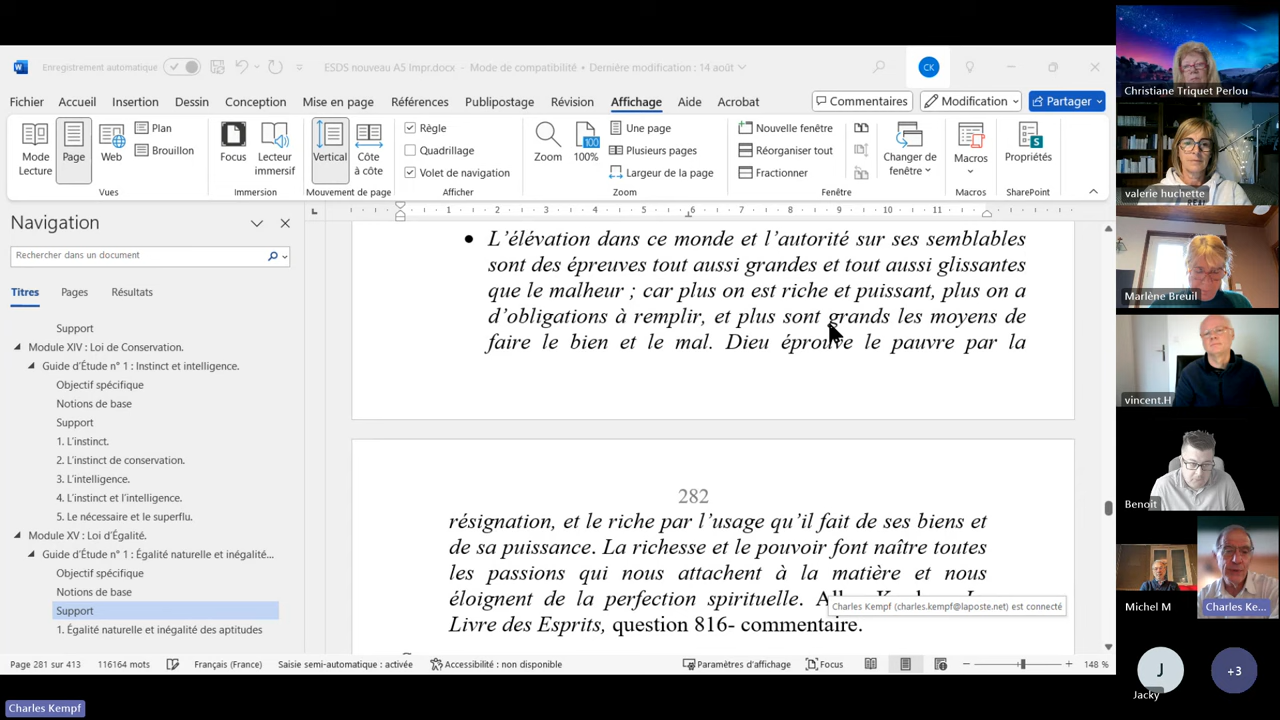 Enregistrement automatique
ESDS nouveau A5 Impr.docx - Mode de compatibilité • Dernière modification : 14 août
CK
Fichier Accueil Insertion Dessin Conception Mise en page Références Publipostage Révision Affichage Aide Acrobat
Commentaires Modification Partager
Mode Lecture
Page
Web
Plan
Brouillon
Vues
Focus
Lecteur immersif
Immersion
Vertical
Côte à côte
Mouvement de page
Règle
Quadrillage
Volet de navigation
Afficher
Zoom
100
100%
Une page
Plusieurs pages
Largeur de la page
Zoom
Nouvelle fenêtre
Réorganiser tout
Fractionner
Changer de fenêtre
Fenêtre
Macros
Macros
Propriétés
SharePoint
Navigation
Rechercher dans un document
Titres Pages Résultats
Support
Module XIV : Loi de Conservation.
Guide d'Étude n° 1 : Instinct et intelligence.
Objectif spécifique
Notions de base
Support
1. L'instinct.
2. L'instinct de conservation.
3. L'intelligence.
4. L'instinct et l'intelligence.
5. Le nécessaire et le superflu.
Module XV : Loi d'Égalité.
Guide d'Étude n° 1 : Égalité naturelle et inégalité...
Objectif spécifique
Notions de base
Support
1. Égalité naturelle et inégalité des aptitudes
1 2 3 4 5 6 7 8 9 10 11
• L'élévation dans ce monde et l'autorité sur ses semblables
sont des épreuves tout aussi grandes et tout aussi glissantes
que le malheur ; car plus on est riche et puissant, plus on a
d'obligations à remplir, et plus sont grands les moyens de
faire le bien et le mal. Dieu éprouve le pauvre par la
282
résignation, et le riche par l'usage qu'il fait de ses biens et
de sa puissance. La richesse et le pouvoir font naître toutes
les passions qui nous attachent à la matière et nous
éloignent de la perfection spirituelle.
Charles Kempf (charles.kempf@laposte.net) est connecté
Livre des Esprits, question 816- commentaire.
Page 281 sur 413 116164 mots Français (France) Saisie semi-automatique : activée Accessibilité : non disponible Paramètres d'affichage Focus 148 %
Charles Kempf
Christiane Triquet Perlou
valerie huchette
Marlène Breuil
vincent.H
Benoit
Michel M
Charles Ke...
J
Jacky
+3